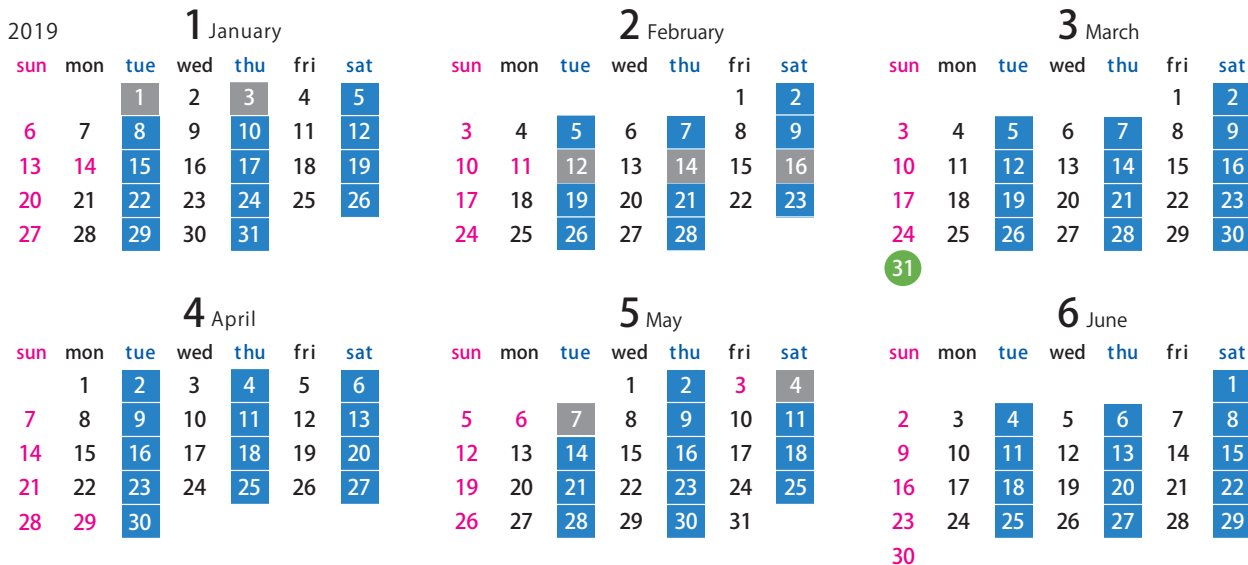 2019
1 January
sun mon tue wed thu fri sat
1 2 3 4 5
6 7 8 9 10 11 12
13 14 15 16 17 18 19
20 21 22 23 24 25 26
27 28 29 30 31
2 February
sun mon tue wed thu fri sat
1 2
3 4 5 6 7 8 9
10 11 12 13 14 15 16
17 18 19 20 21 22 23
24 25 26 27 28
3 March
sun mon tue wed thu fri sat
1 2
3 4 5 6 7 8 9
10 11 12 13 14 15 16
17 18 19 20 21 22 23
24 25 26 27 28 29 30
31
4 April
sun mon tue wed thu fri sat
1 2 3 4 5 6
7 8 9 10 11 12 13
14 15 16 17 18 19 20
21 22 23 24 25 26 27
28 29 30
5 May
sun mon tue wed thu fri sat
1 2 3 4
5 6 7 8 9 10 11
12 13 14 15 16 17 18
19 20 21 22 23 24 25
26 27 28 29 30 31
6 June
sun mon tue wed thu fri sat
1
2 3 4 5 6 7 8
9 10 11 12 13 14 15
16 17 18 19 20 21 22
23 24 25 26 27 28 29
30